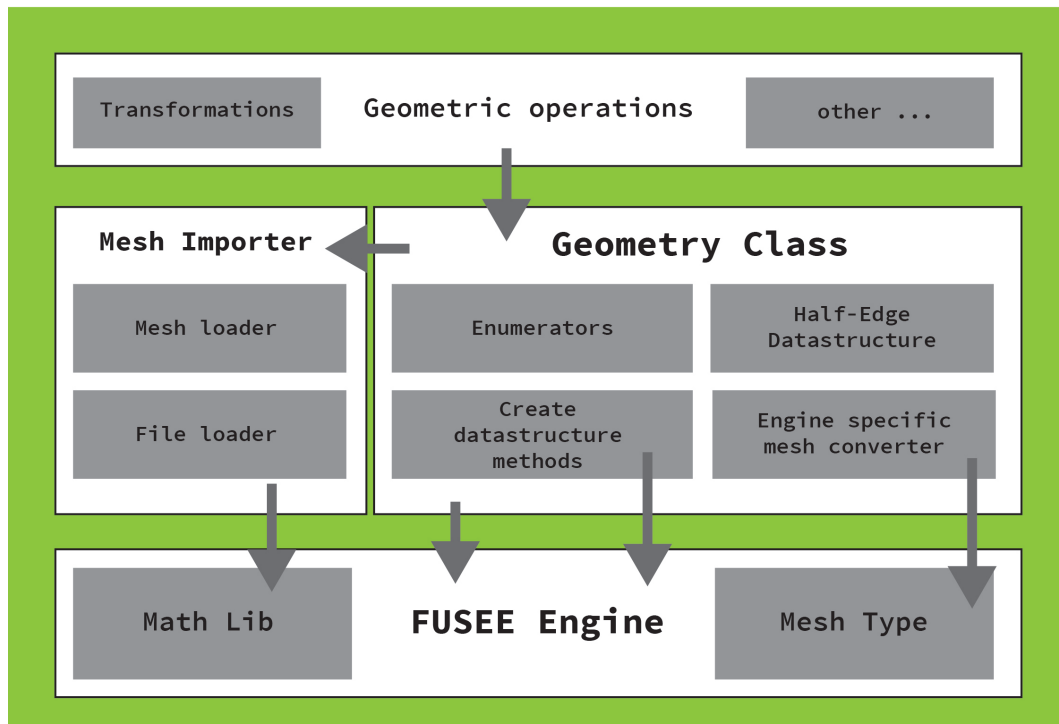 Transformations
Geometric operations
other ...
Mesh Importer
Geometry Class
Mesh loader
Enumerators
Half-Edge
Datastructure
File loader
Create
datastructure
methods
Engine specific
mesh converter
Math Lib
FUSEE Engine
Mesh Type